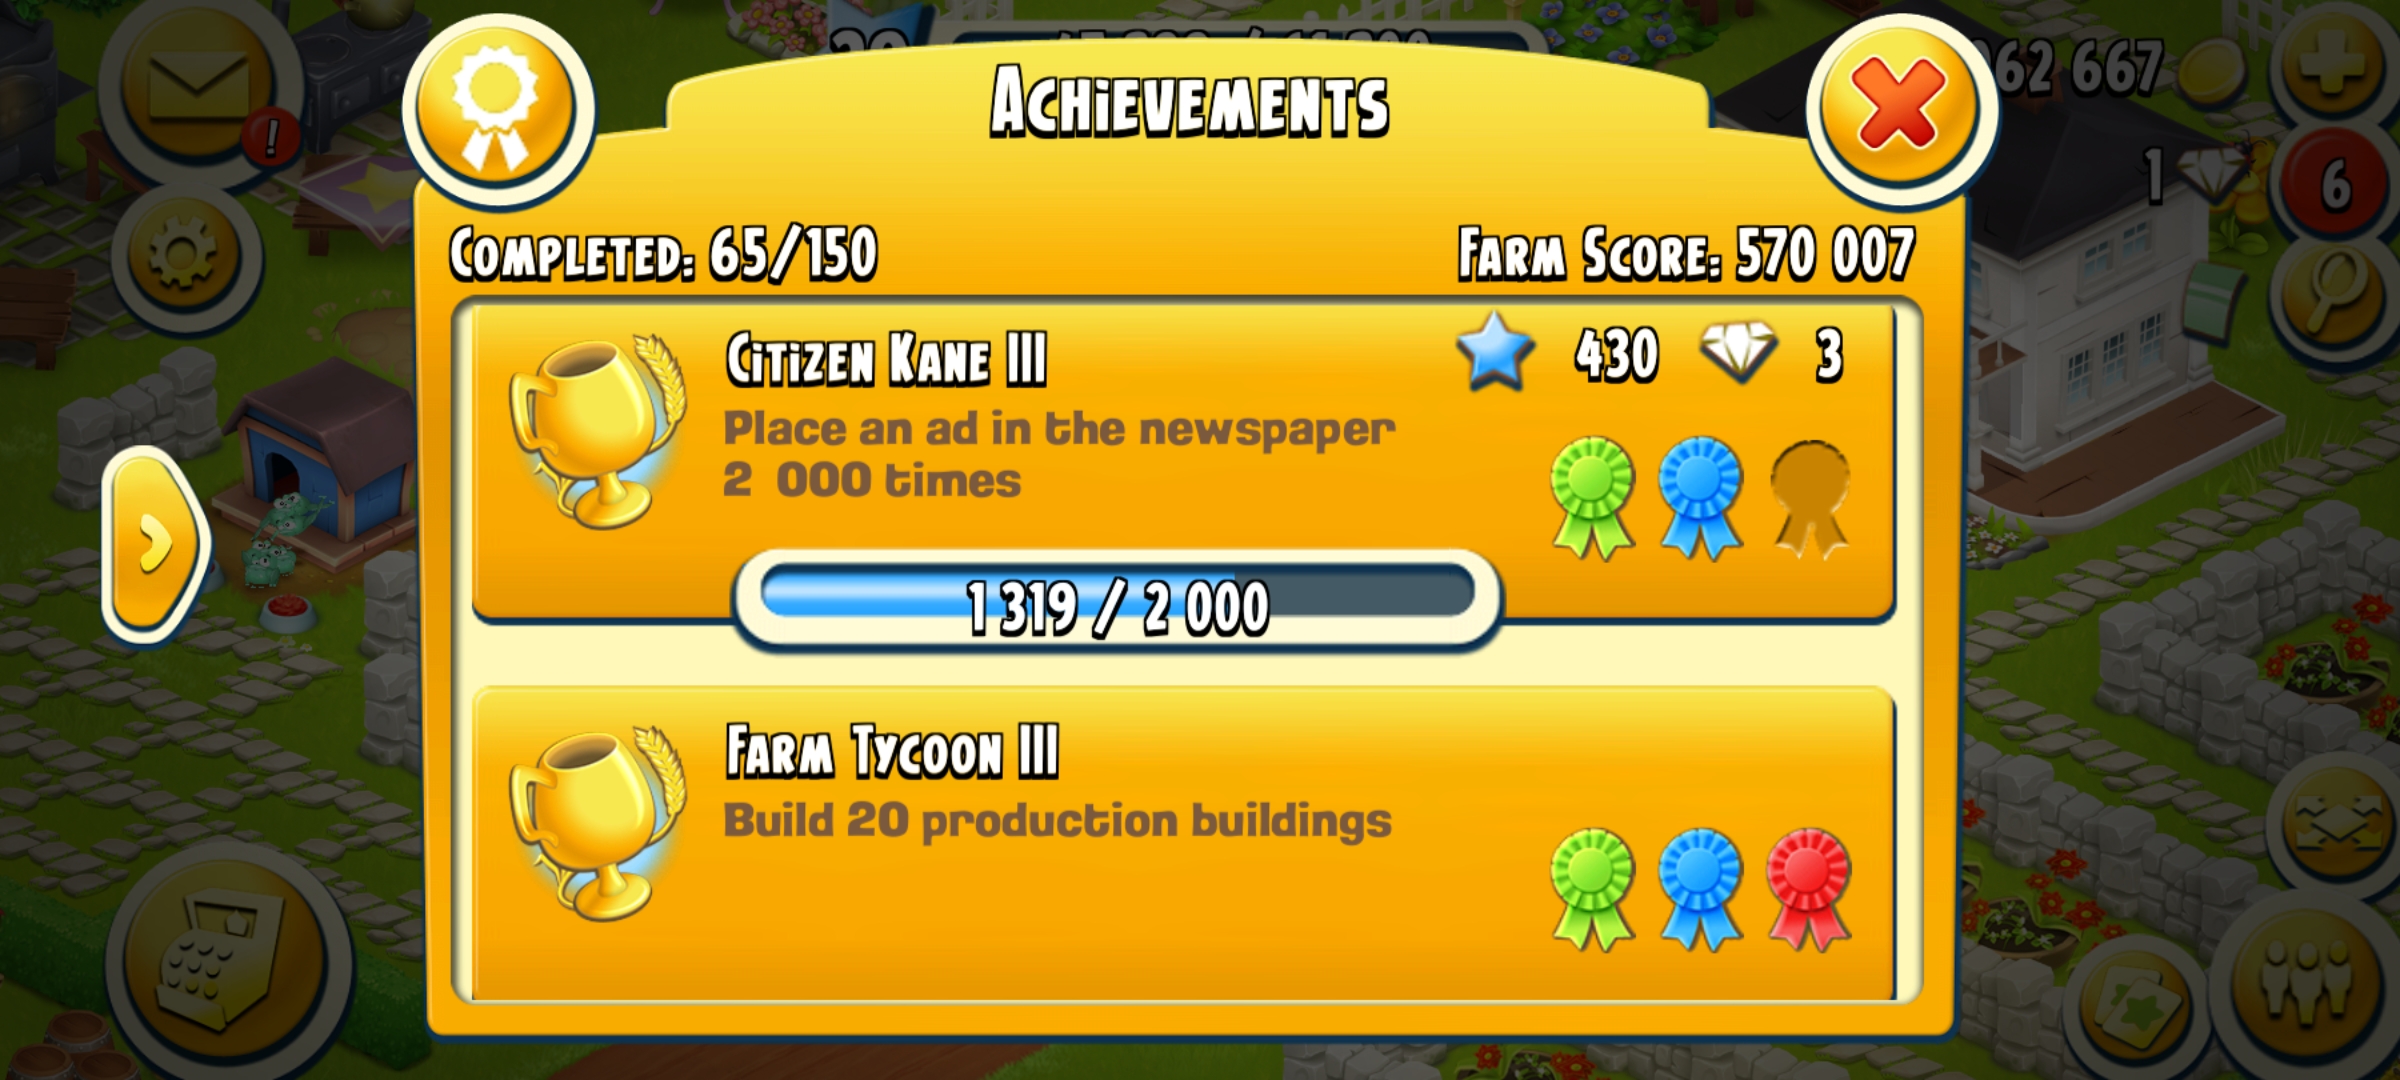 ACHIEVEMENTS
COMPLETED: 65/150
FARM SCORE: 570 007
CITIZEN KANE III
430
3
Place an ad in the newspaper
2 000 times
1 319 / 2 000
FARM TYCOON III
Build 20 production buildings
62 667
1
6
!